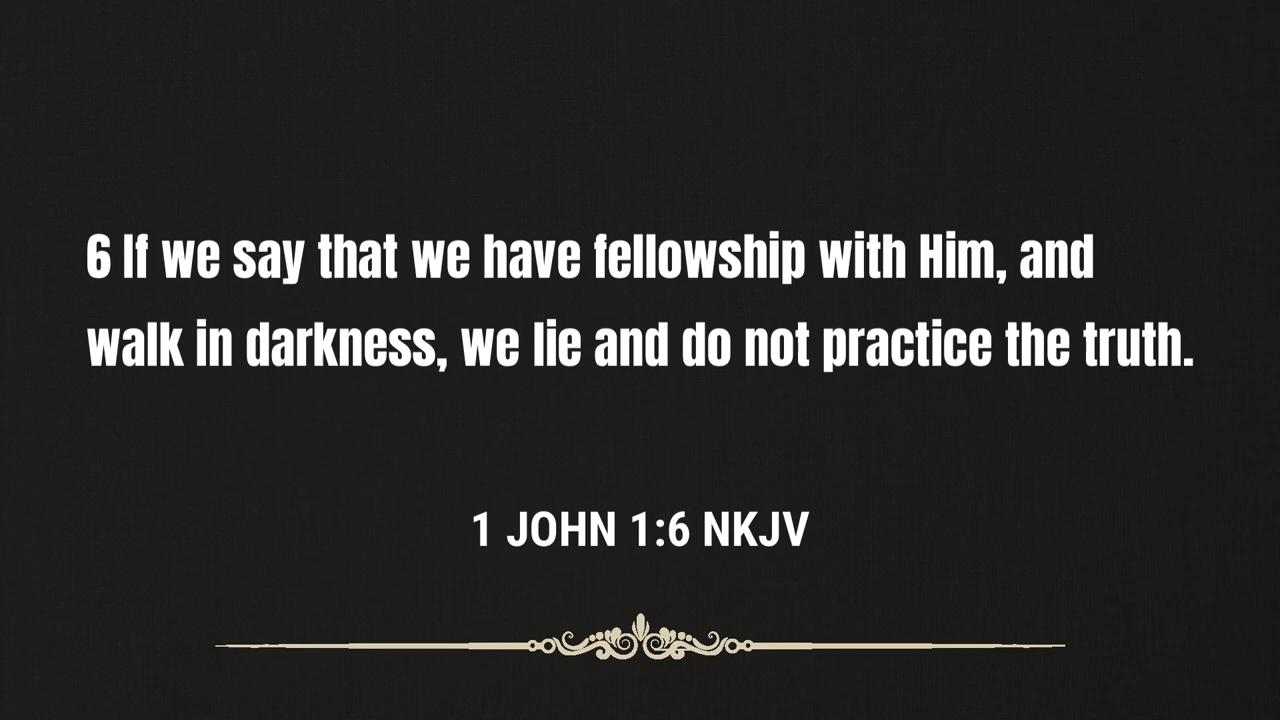 6 If we say that we have fellowship with Him, and
walk in darkness, we lie and do not practice the truth.
1 JOHN 1:6 NKJV